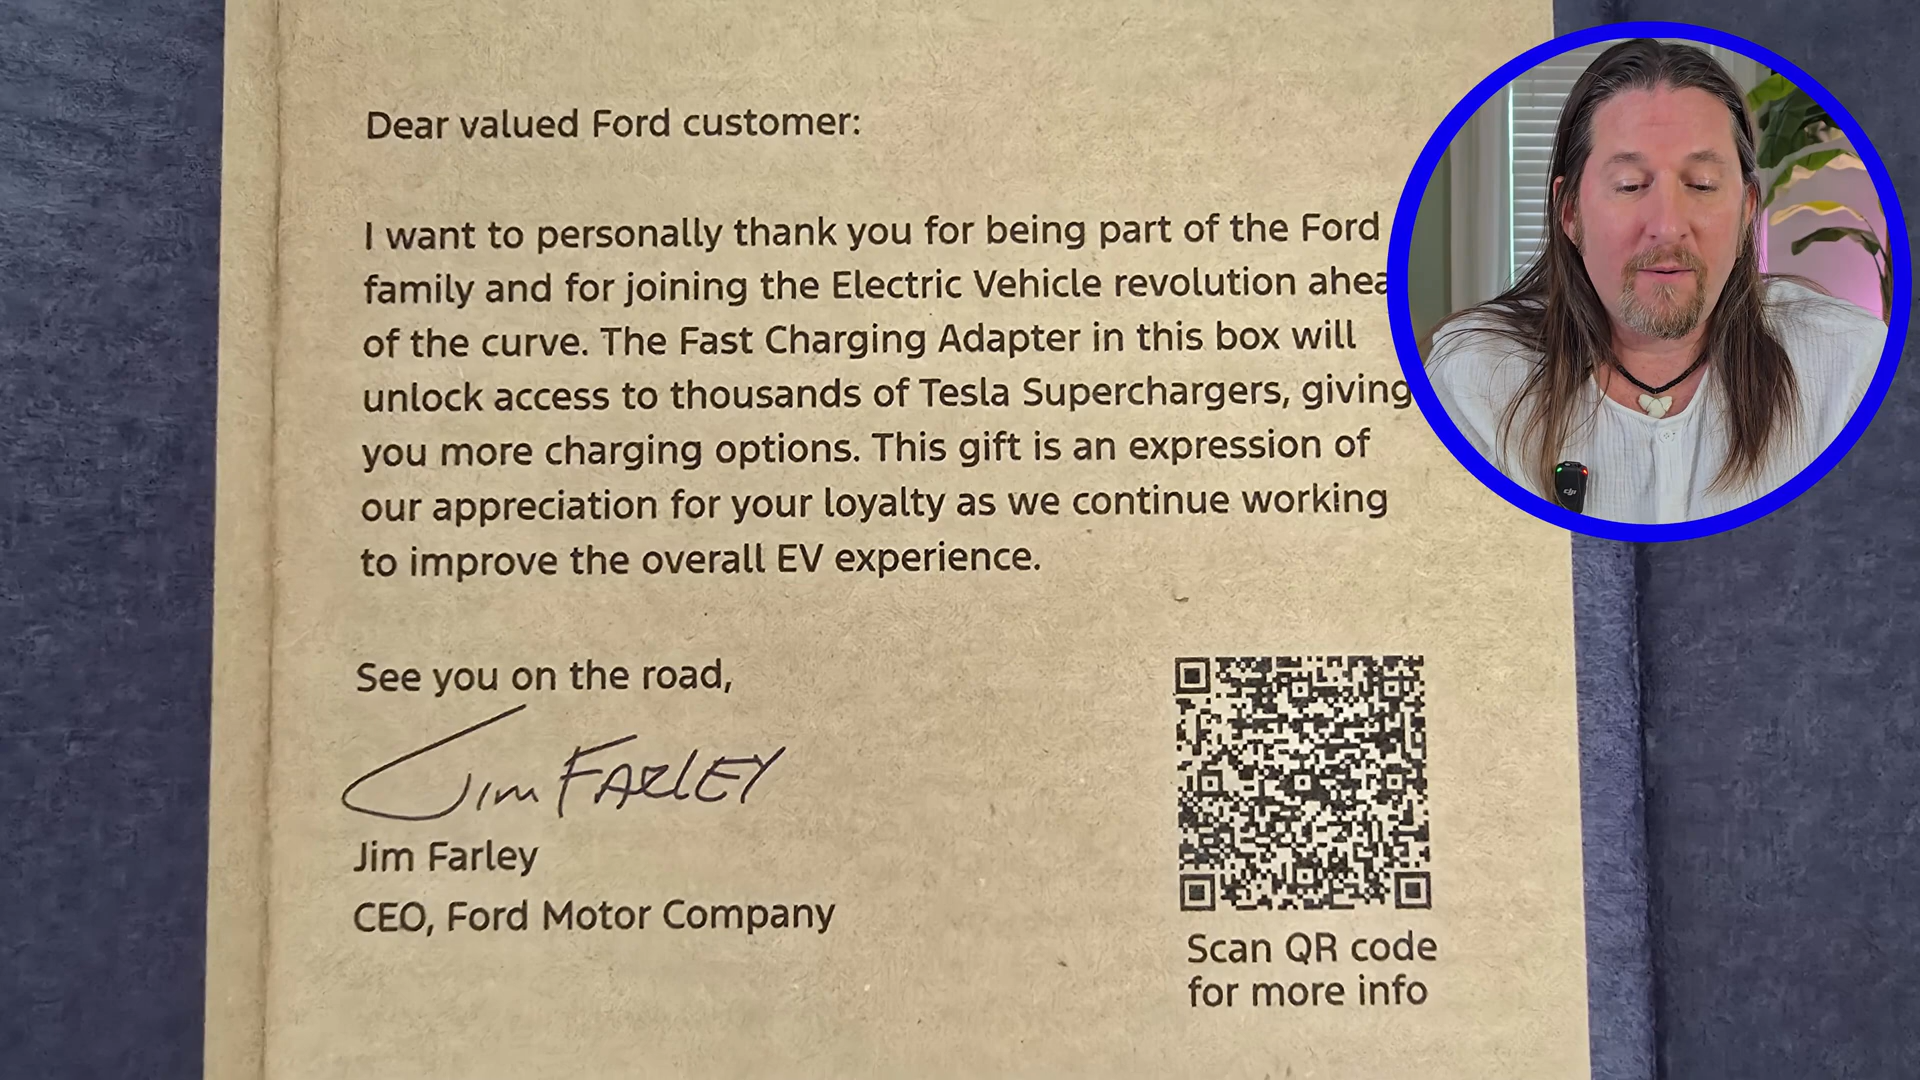 Dear valued Ford customer:
I want to personally thank you for being part of the Ford
family and for joining the Electric Vehicle revolution ahea
of the curve. The Fast Charging Adapter in this box will
unlock access to thousands of Tesla Superchargers, giving
you more charging options. This gift is an expression of
our appreciation for your loyalty as we continue working
to improve the overall EV experience.
See you on the road,
Jim FARLEY
Jim Farley
CEO, Ford Motor Company
Scan QR code
for more info
dji